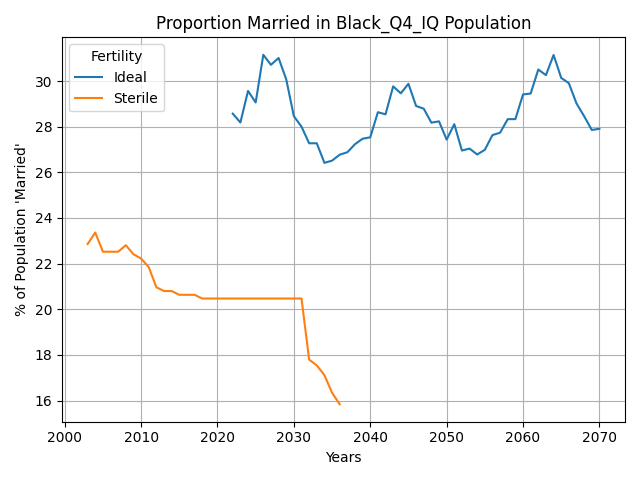 Proportion Married in Black_Q4_IQ Population
% of Population 'Married'
Fertility
Ideal
Sterile
30
28
26
24
22
20
18
16
2000 2010 2020 2030 2040 2050 2060 2070
Years